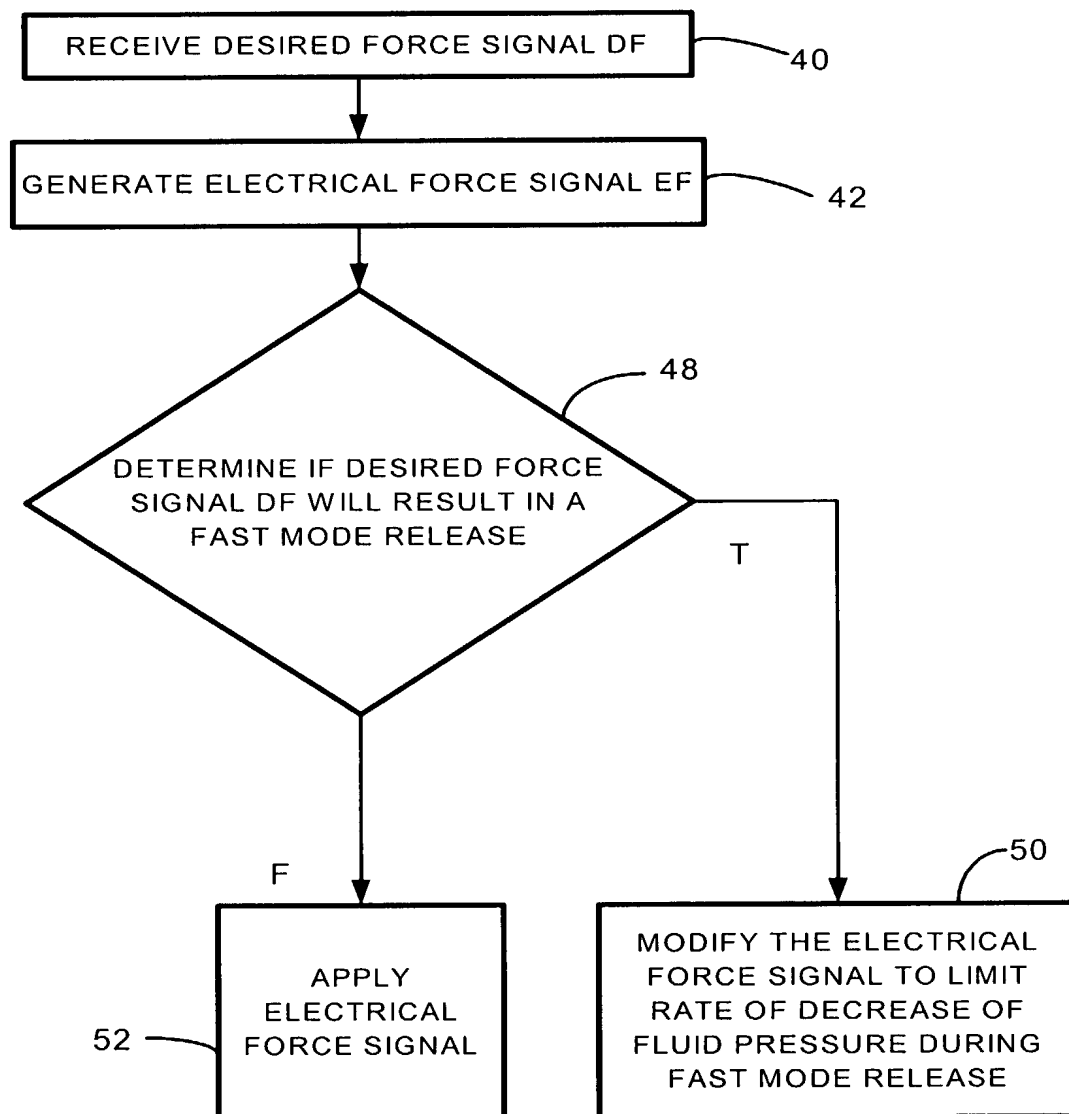 RECEIVE DESIRED FORCE SIGNAL DF
40
GENERATE ELECTRICAL FORCE SIGNAL EF
42
48
DETERMINE IF DESIRED FORCE
SIGNAL DF WILL RESULT IN A
FAST MODE RELEASE
T
F
50
APPLY
ELECTRICAL
FORCE SIGNAL
52
MODIFY THE ELECTRICAL
FORCE SIGNAL TO LIMIT
RATE OF DECREASE OF
FLUID PRESSURE DURING
FAST MODE RELEASE